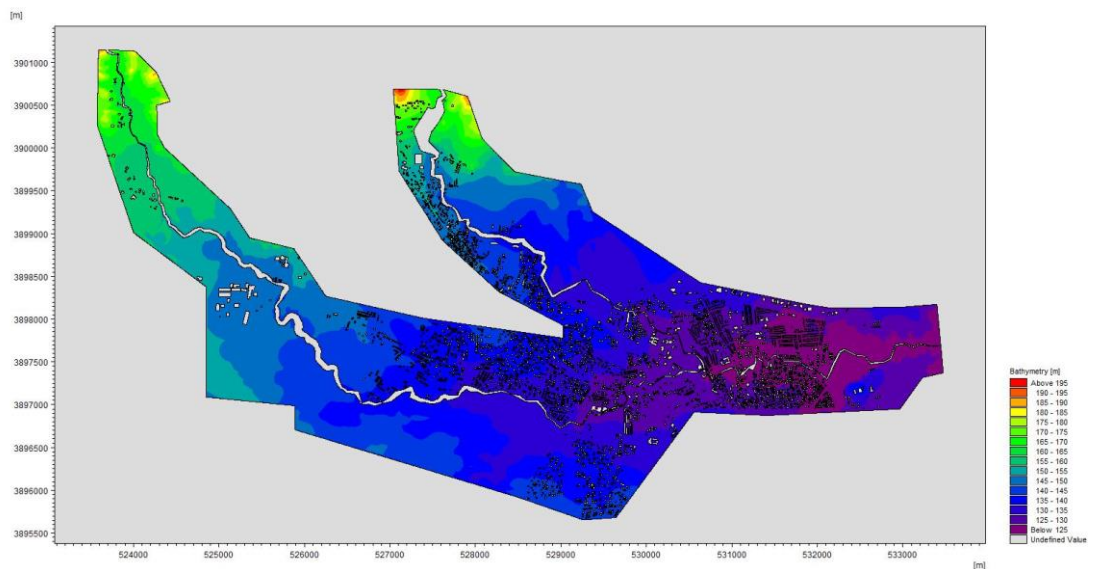 [m]
3901000
3900500
3900000
3899500
3899000
3898500
3898000
3897500
3897000
3896500
3896000
3895500
524000 525000 526000 527000 528000 529000 530000 531000 532000 533000
[m]
Bathymetry [m]
Above 195
190 - 195
185 - 190
180 - 185
175 - 180
170 - 175
165 - 170
160 - 165
155 - 160
150 - 155
145 - 150
140 - 145
135 - 140
130 - 135
125 - 130
Below 125
Undefined Value